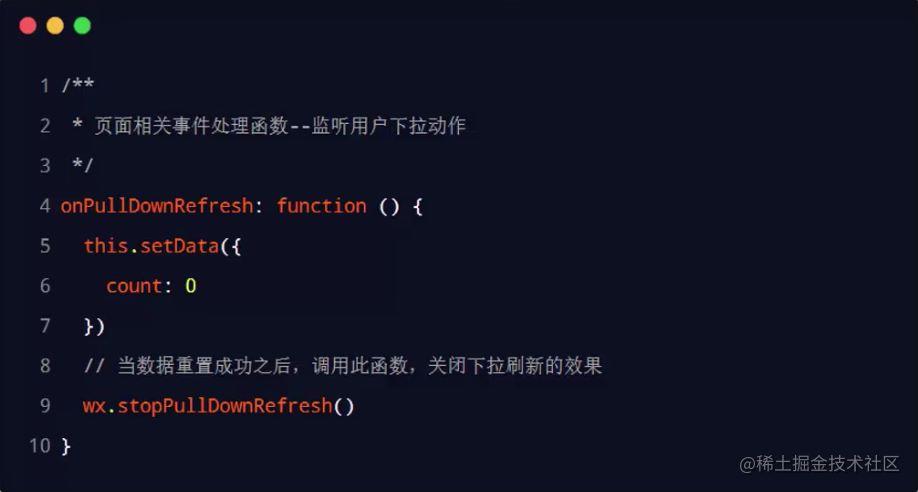 1 /**
2  * 页面相关事件处理函数--监听用户下拉动作
3  */
4 onPullDownRefresh: function () {
5   this.setData({
6     count: 0
7   })
8   // 当数据重置成功之后，调用此函数，关闭下拉刷新的效果
9   wx.stopPullDownRefresh()
10 }
@稀土掘金技术社区